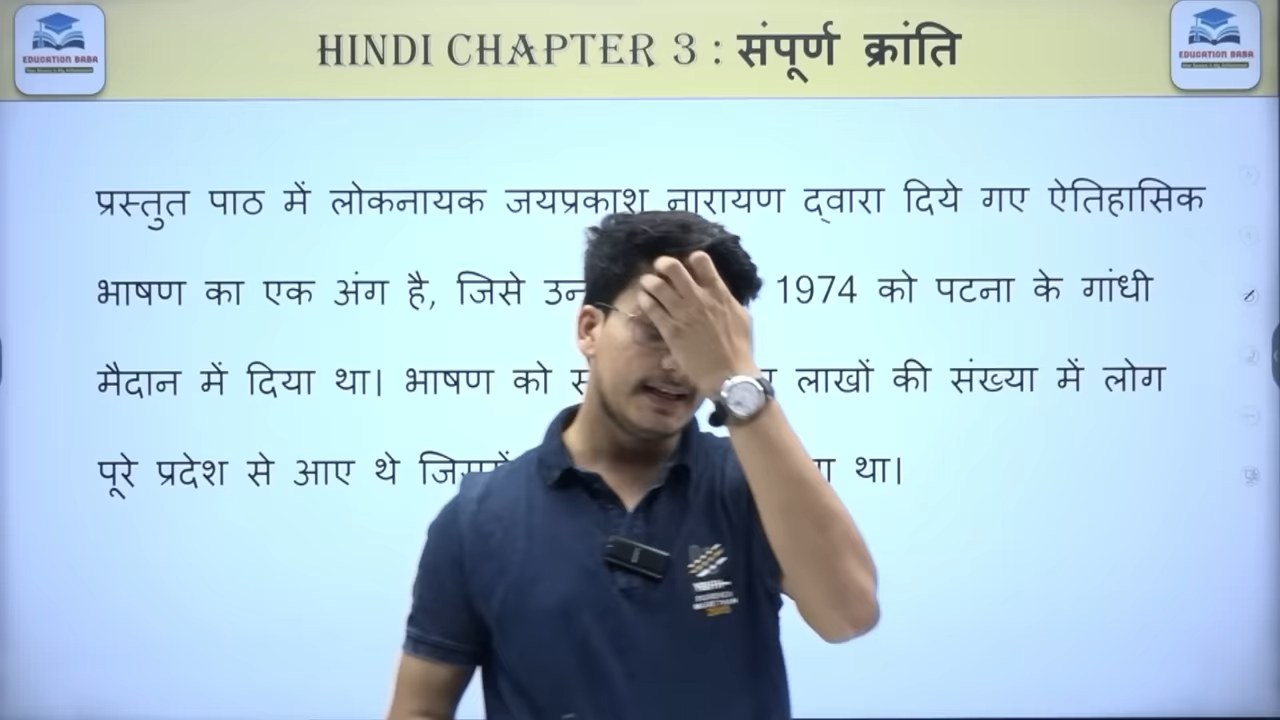 EDUCATION BABA
HINDI CHAPTER 3 : संपूर्ण क्रांति
EDUCATION BABA
प्रस्तुत पाठ में लोकनायक जयप्रकाश नारायण द्वारा दिये गए ऐतिहासिक
भाषण का एक अंग है, जिसे 1974 को पटना के गांधी
मैदान में दिया था। भाषण को लाखों की संख्या में लोग
पूरे प्रदेश से आए थे था।